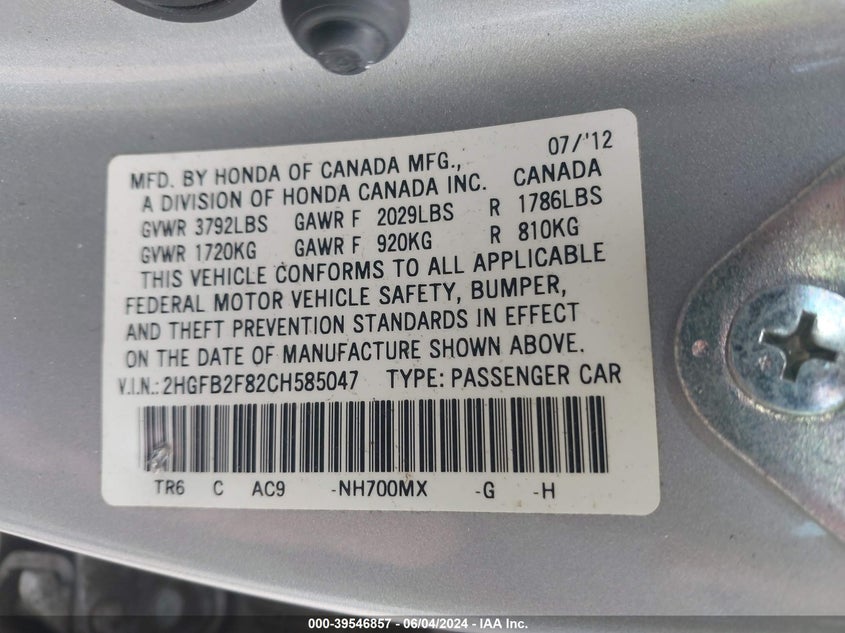 07/'12
MFD. BY HONDA OF CANADA MFG., CANADA
A DIVISION OF HONDA CANADA INC.
GVWR 3792LBS GAWR F 2029LBS R 1786LBS
GVWR 1720KG GAWR F 920KG R 810KG
THIS VEHICLE CONFORMS TO ALL APPLICABLE
FEDERAL MOTOR VEHICLE SAFETY, BUMPER,
AND THEFT PREVENTION STANDARDS IN EFFECT
ON THE DATE OF MANUFACTURE SHOWN ABOVE.
V.I.N.: 2HGFB2F82CH585047 TYPE: PASSENGER CAR
TR6 C AC9 -NH700MX -G -H
000-39546857 - 06/04/2024 - IAA Inc.